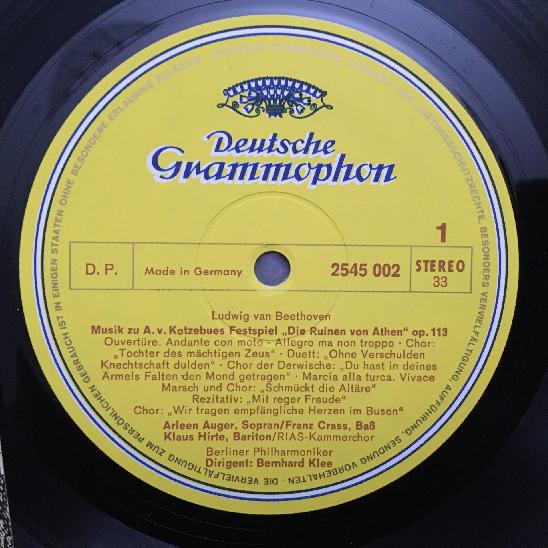 Deutsche
Grammophon
1
D. P.
Made in Germany
2545 002
STEREO
33
Ludwig van Beethoven
Musik zu A. v. Kotzebues Festspiel „Die Ruinen von Athen“ op. 113
Ouvertüre. Andante con moto - Allegro ma non troppo · Chor:
„Tochter des mächtigen Zeus“ · Duett: „Ohne Verschulden
Knechtschaft dulden“ · Chor der Derwische: „Du hast in deines
Ärmels Falten den Mond getragen“ · Marcia alla turca. Vivace
Marsch und Chor: „Schmückt die Altäre“
Rezitativ: „Mit reger Freude“
Chor: „Wir tragen empfängliche Herzen im Busen“
Arleen Auger, Sopran/Franz Crass, Baß
Klaus Hirte, Bariton/RIAS-Kammerchor
Berliner Philharmoniker
Dirigent: Bernhard Klee
LEISTUNGSSCHUTZRECHTE. BESONDERS VERVIELFÄLTIGUNG, AUFFÜHRUNG, SENDUNG VORBEHALTEN · DIE VERVIELFÄLTIGUNG ZUM PERSÖNLICHEN GEBRAUCH IST IN EINIGEN STAATEN OHNE BESONDERE ERLAUBNIS ZULÄSSIG